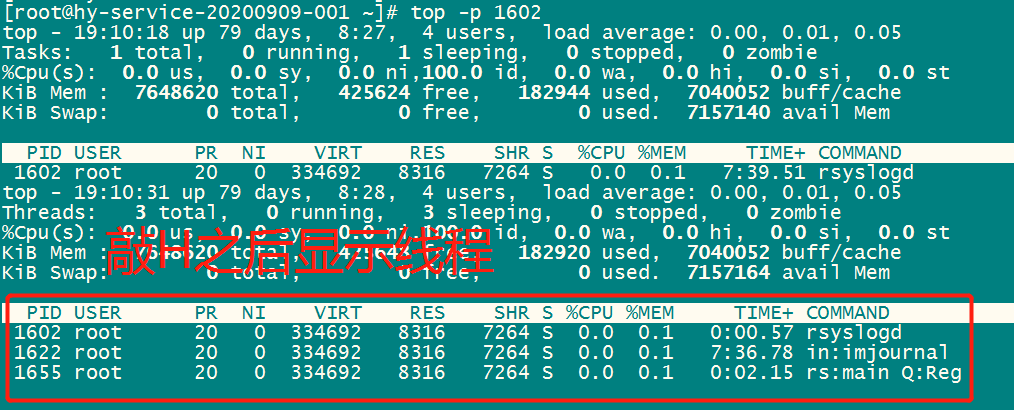 [root@hy-service-20200909-001 ~]# top -p 1602
top - 19:10:18 up 79 days,  8:27,  4 users,  load average: 0.00, 0.01, 0.05
Tasks:   1 total,   0 running,   1 sleeping,   0 stopped,   0 zombie
%Cpu(s):  0.0 us,  0.0 sy,  0.0 ni,100.0 id,  0.0 wa,  0.0 hi,  0.0 si,  0.0 st
KiB Mem :  7648620 total,   425624 free,   182944 used,  7040052 buff/cache
KiB Swap:        0 total,        0 free,        0 used.  7157140 avail Mem
PID USER      PR  NI    VIRT    RES    SHR S  %CPU %MEM     TIME+ COMMAND
1602 root      20   0  334692   8316   7264 S   0.0  0.1   7:39.51 rsyslogd
top - 19:10:31 up 79 days,  8:28,  4 users,  load average: 0.00, 0.01, 0.05
Threads:   3 total,   0 running,   3 sleeping,   0 stopped,   0 zombie
%Cpu(s):  0.0 us,  0.0 sy,  0.0 ni,100.0 id,  0.0 wa,  0.0 hi,  0.0 si,  0.0 st
敲H之后显示线程
KiB Mem :  total,   free,   182920 used,  7040052 buff/cache
KiB Swap:        0 total,        0 free,        0 used.  7157164 avail Mem
PID USER      PR  NI    VIRT    RES    SHR S %CPU %MEM     TIME+ COMMAND
1602 root      20   0  334692   8316   7264 S  0.0  0.1   0:00.57 rsyslogd
1622 root      20   0  334692   8316   7264 S  0.0  0.1   7:36.78 in:imjournal
1655 root      20   0  334692   8316   7264 S  0.0  0.1   0:02.15 rs:main Q:Reg